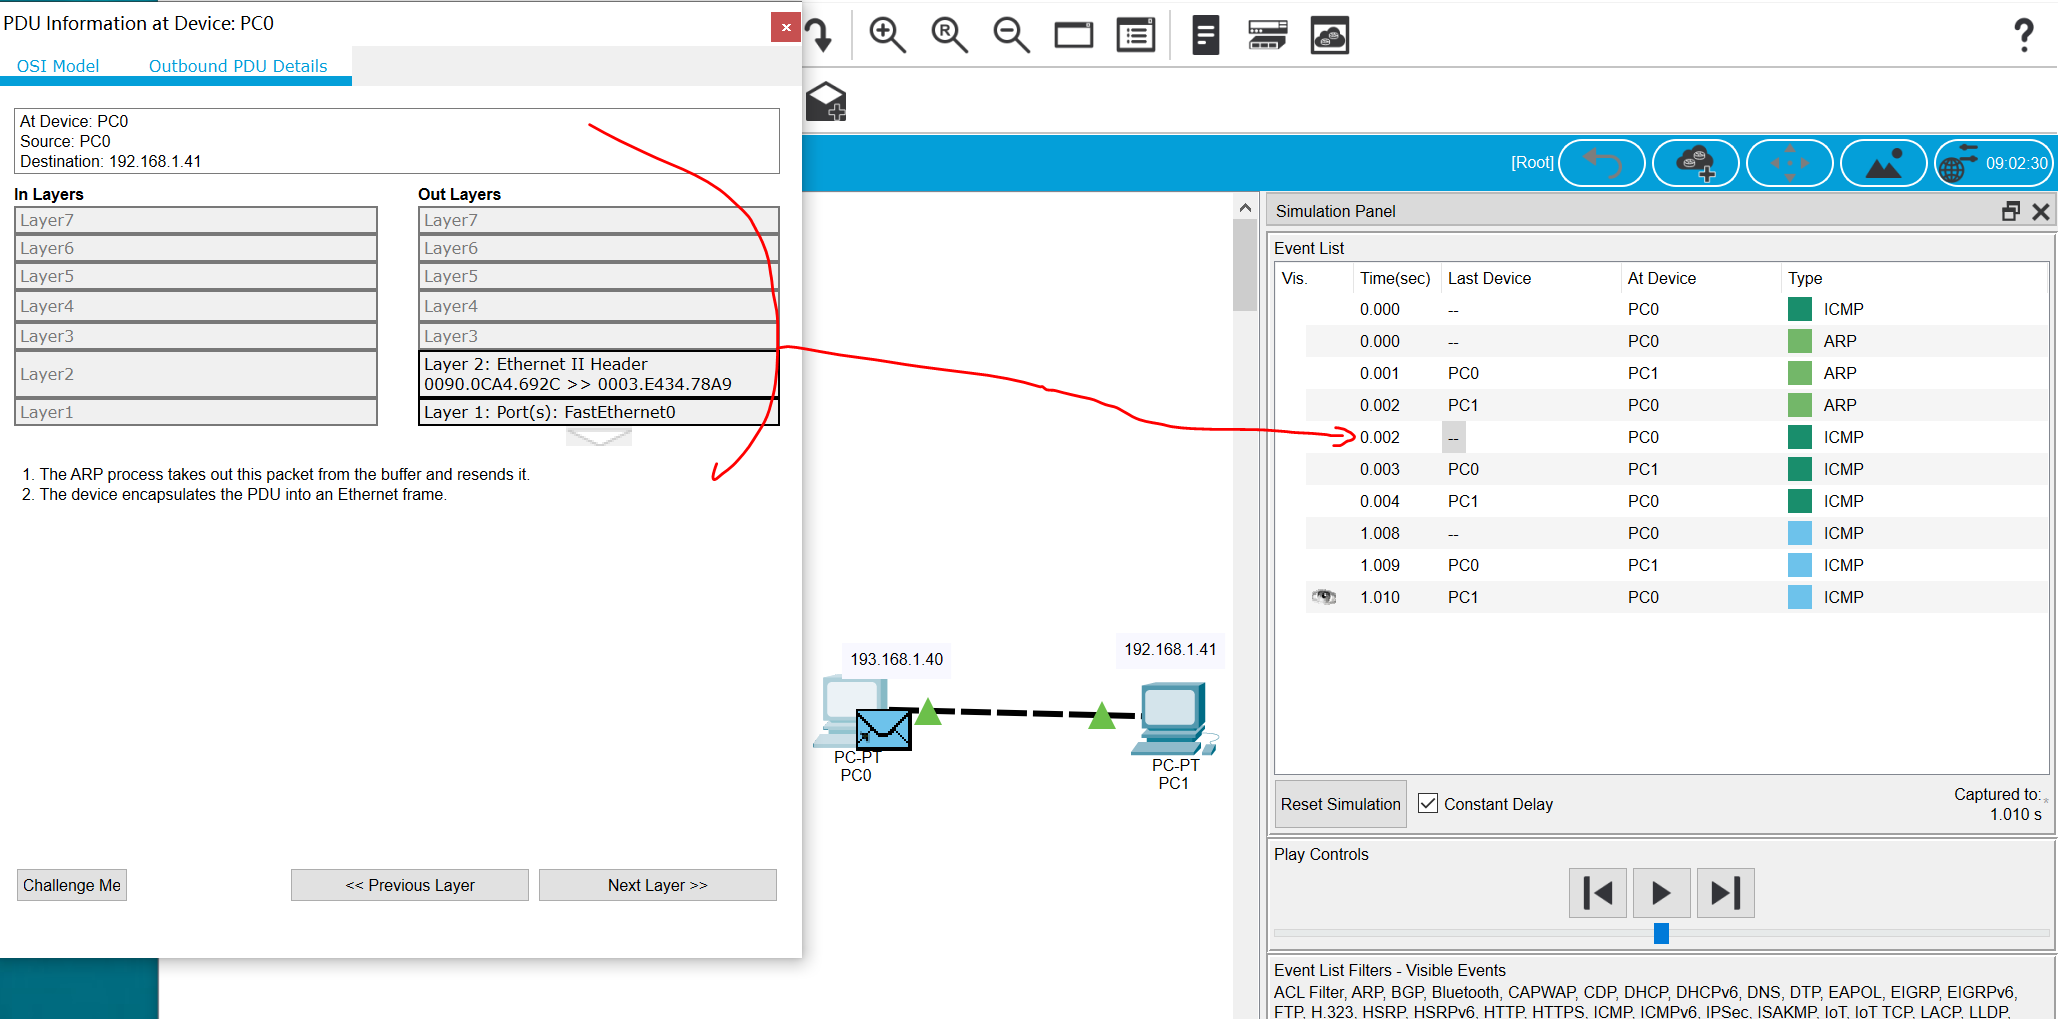 PDU Information at Device: PC0
OSI Model
Outbound PDU Details
At Device: PC0
Source: PC0
Destination: 192.168.1.41
In Layers
Layer7
Layer6
Layer5
Layer4
Layer3
Layer2
Layer1
Out Layers
Layer7
Layer6
Layer5
Layer4
Layer3
Layer 2: Ethernet II Header
0090.0CA4.692C >> 0003.E434.78A9
Layer 1: Port(s): FastEthernet0
1. The ARP process takes out this packet from the buffer and resends it.
2. The device encapsulates the PDU into an Ethernet frame.
Challenge Me
<< Previous Layer
Next Layer >>
R
?
[Root]
09:02:30
193.168.1.40
192.168.1.41
PC-PT
PC0
PC-PT
PC1
Simulation Panel
Event List
Vis. Time(sec) Last Device At Device Type
0.000 -- PC0 ICMP
0.000 -- PC0 ARP
0.001 PC0 PC1 ARP
0.002 PC1 PC0 ARP
0.002 -- PC0 ICMP
0.003 PC0 PC1 ICMP
0.004 PC1 PC0 ICMP
1.008 -- PC0 ICMP
1.009 PC0 PC1 ICMP
1.010 PC1 PC0 ICMP
Reset Simulation
Constant Delay
Captured to: *
1.010 s
Play Controls
Event List Filters - Visible Events
ACL Filter, ARP, BGP, Bluetooth, CAPWAP, CDP, DHCP, DHCPv6, DNS, DTP, EAPOL, EIGRP, EIGRPv6,
FTP, H.323, HSRP, HSRPv6, HTTP, HTTPS, ICMP, ICMPv6, IPSec, ISAKMP, IoT, IoT TCP, LACP, LLDP,